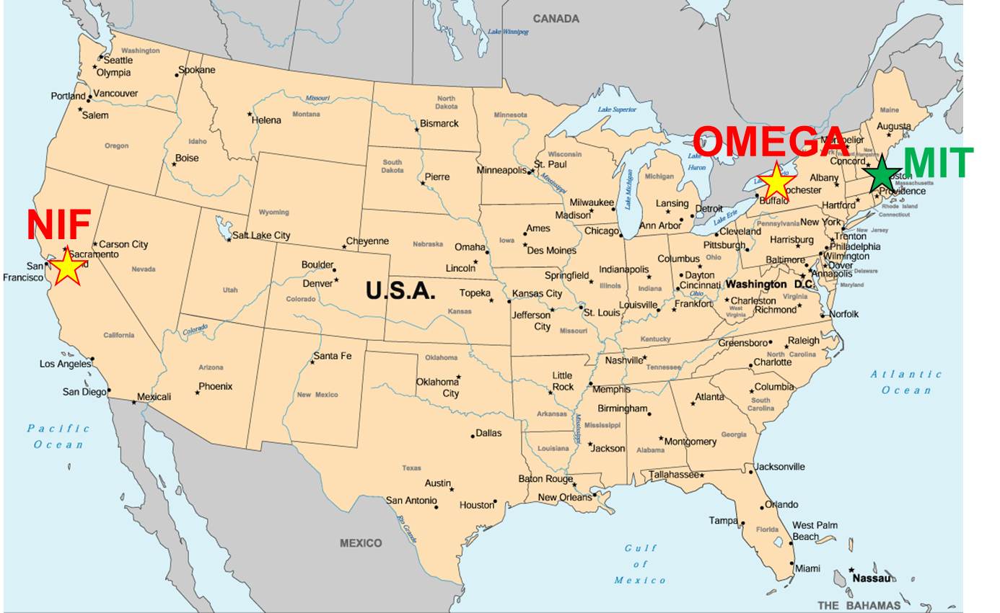 CANADA
Lake Winnipeg
Washington
Seattle
Olympia
Spokane
Portland
Vancouver
Salem
Missouri
Montana
Helena
North
Dakota
Bismarck
Minnesota
Lake Superior
Maine
Augusta
Oregon
Idaho
Boise
South
Dakota
Pierre
Minneapolis
St. Paul
Mississippi
Wisconsin
OMEGA
Lake
Huron
Michigan
Lake Michigan
Concord
MIT
Albany
Massachusetts
Providence
Buffalo
Hartford
Rhode Island
Connecticut
NIF
Wyoming
Milwaukee
Madison
Lansing
Detroit
Ann Arbor
Lake Erie
Pennsylvania
New York
New Jersey
Carson City
Sacramento
San
Francisco
Salt Lake City
Cheyenne
Nebraska
Iowa
Ames
Des Moines
Omaha
Lincoln
Chicago
Cleveland
Pittsburgh
Harrisburg
Trenton
Philadelphia
Wilmington
Baltimore
Dover
Annapolis
Delaware
Maryland
Nevada
Utah
Boulder
Denver
Colorado
U.S.A.
Topeka
Kansas
Kansas City
Jefferson
City
Missouri
Springfield
Illinois
St. Louis
Indianapolis
Indiana
Columbus
Ohio
Dayton
Cincinnati
Ohio
Louisville
Frankfort
Kentucky
Washington D.C.
Charleston
West
Virginia
Virginia
Richmond
Norfolk
California
Colorado
Los Angeles
San Diego
Mexicali
Arizona
Phoenix
Santa Fe
New Mexico
Oklahoma
Oklahoma
City
Little
Rock
Arkansas
Nashville
Tennessee
Memphis
Greensboro
Raleigh
North Carolina
Charlotte
Columbia
South
Carolina
Atlanta
Georgia
Birmingham
Alabama
Montgomery
Mississippi
Mississippi
Jackson
Louisiana
Atlantic
Ocean
Pacific
Ocean
Dallas
Texas
Austin
San Antonio
Houston
Rio Grande
Baton Rouge
New Orleans
Tallahassee
Jacksonville
Orlando
Tampa
Florida
West Palm
Beach
Miami
MEXICO
Gulf
of
Mexico
Nassau
THE BAHAMAS